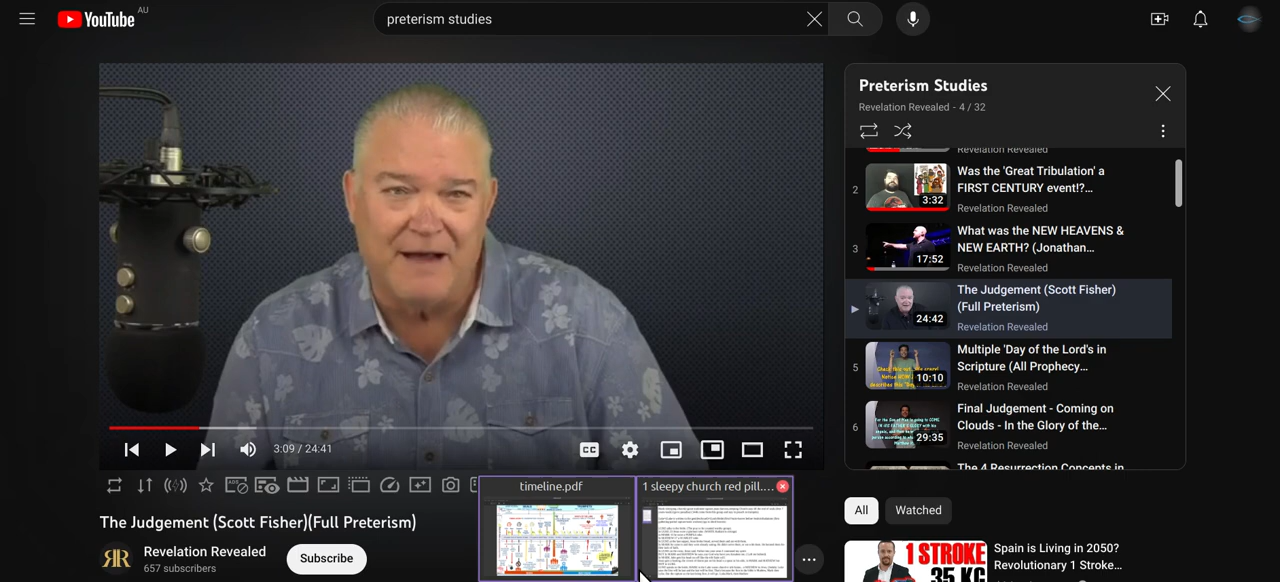 YouTube AU
preterism studies
Preterism Studies
Revelation Revealed - 4 / 32
Revelation Revealed
2
Was the 'Great Tribulation' a
FIRST CENTURY event!?...
3:32
Revelation Revealed
3
What was the NEW HEAVENS &
NEW EARTH? (Jonathan...
17:52
Revelation Revealed
The Judgement (Scott Fisher)
(Full Preterism)
24:42
Revelation Revealed
5
Multiple 'Day of the Lord's in
Scripture (All Prophecy...
10:10
Revelation Revealed
6
Final Judgement - Coming on
Clouds - In the Glory of the...
29:35
Revelation Revealed
The 4 Resurrection Concepts in
3:09 / 24:41
CC
timeline.pdf
1 sleepy church red pill....
The Judgement (Scott Fisher)(Full Preterism)
RR
Revelation Revealed
657 subscribers
Subscribe
All
Watched
1 STROKE
35 KG
Spain is Living in 2050?
Revolutionary 1 Stroke...